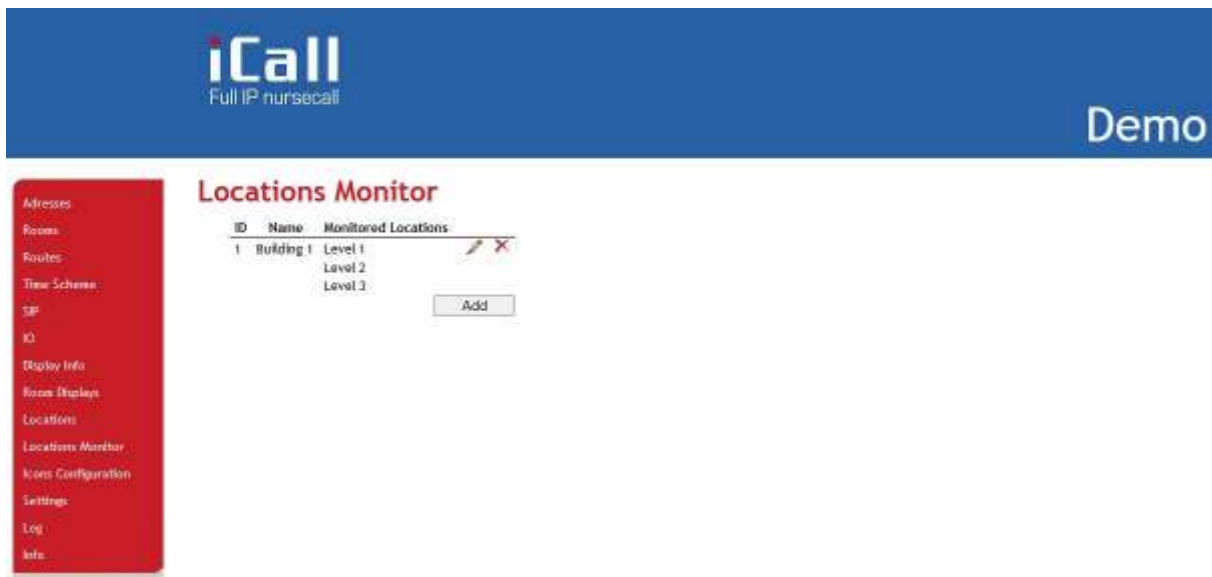 iCall
Full IP nursecall
Demo
Adresses
Rooms
Routes
Time Scheme
SIP
IO
Display Info
Room Displays
Locations
Locations Monitor
Icons Configuration
Settings
Log
Info
Locations Monitor
ID Name Monitored Locations
1 Building 1 Level 1
Level 2
Level 3
Add